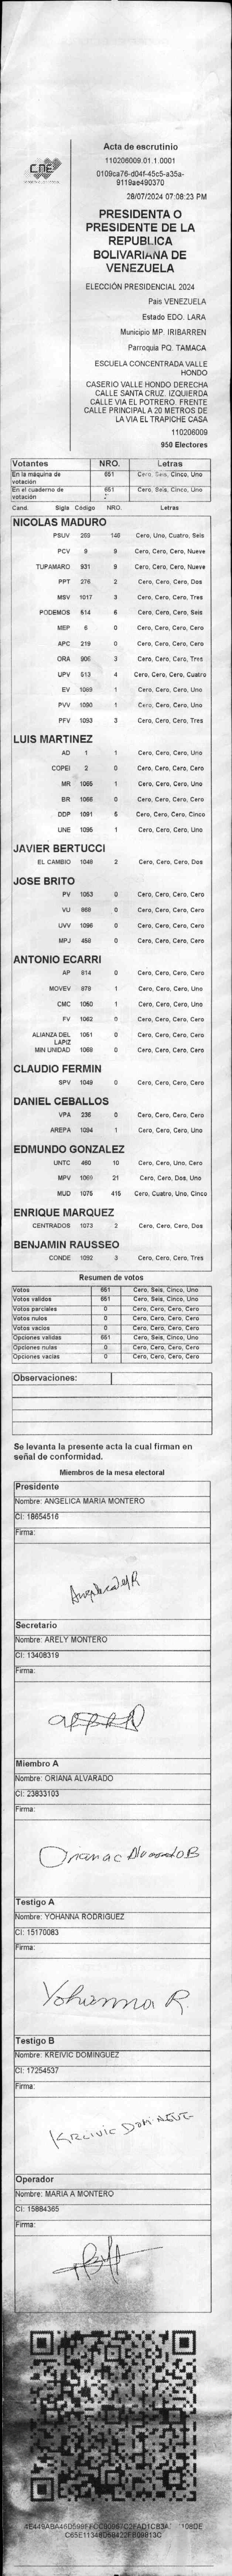 CNE
Acta de escrutinio
110206009.01.1.0001
0109ca76-d04f-45c5-a35a-
9119ae490370
28/07/2024 07:08:23 PM
PRESIDENTA O
PRESIDENTE DE LA
REPUBLICA
BOLIVARIANA DE
VENEZUELA
ELECCIÓN PRESIDENCIAL 2024
Pais VENEZUELA
Estado EDO. LARA
Municipio MP. IRIBARREN
Parroquia PQ. TAMACA
ESCUELA CONCENTRADA VALLE
HONDO
CASERIO VALLE HONDO DERECHA
CALLE SANTA CRUZ. IZQUIERDA
CALLE VIA EL POTRERO. FRENTE
CALLE PRINCIPAL A 20 METROS DE
LA VIA EL TRAPICHE CASA
110206009
950 Electores
Votantes NRO. Letras
En la máquina de votación 651 Cero, Seis, Cinco, Uno
En el cuaderno de votación 651 Cero, Seis, Cinco, Uno
Cand. Sigla Código NRO. Letras
NICOLAS MADURO
PSUV 259 146 Cero, Uno, Cuatro, Seis
PCV 9 9 Cero, Cero, Cero, Nueve
TUPAMARO 931 9 Cero, Cero, Cero, Nueve
PPT 276 2 Cero, Cero, Cero, Dos
MSV 1017 3 Cero, Cero, Cero, Tres
PODEMOS 514 6 Cero, Cero, Cero, Seis
MEP 6 0 Cero, Cero, Cero, Cero
APC 219 0 Cero, Cero, Cero, Cero
ORA 906 3 Cero, Cero, Cero, Tres
UPV 513 4 Cero, Cero, Cero, Cuatro
EV 1089 1 Cero, Cero, Cero, Uno
PVV 1090 1 Cero, Cero, Cero, Uno
PFV 1093 3 Cero, Cero, Cero, Tres
LUIS MARTINEZ
AD 1 1 Cero, Cero, Cero, Uno
COPEI 2 0 Cero, Cero, Cero, Cero
MR 1065 1 Cero, Cero, Cero, Uno
BR 1066 0 Cero, Cero, Cero, Cero
DDP 1091 5 Cero, Cero, Cero, Cinco
UNE 1095 1 Cero, Cero, Cero, Uno
JAVIER BERTUCCI
EL CAMBIO 1048 2 Cero, Cero, Cero, Dos
JOSE BRITO
PV 1053 0 Cero, Cero, Cero, Cero
VU 868 0 Cero, Cero, Cero, Cero
UVV 1096 0 Cero, Cero, Cero, Cero
MPJ 458 0 Cero, Cero, Cero, Cero
ANTONIO ECARRI
AP 814 0 Cero, Cero, Cero, Cero
MOVEV 879 1 Cero, Cero, Cero, Uno
CMC 1050 1 Cero, Cero, Cero, Uno
FV 1062 0 Cero, Cero, Cero, Cero
ALIANZA DEL LAPIZ 1051 0 Cero, Cero, Cero, Cero
MIN UNIDAD 1068 0 Cero, Cero, Cero, Cero
CLAUDIO FERMIN
SPV 1049 0 Cero, Cero, Cero, Cero
DANIEL CEBALLOS
VPA 236 0 Cero, Cero, Cero, Cero
AREPA 1094 1 Cero, Cero, Cero, Uno
EDMUNDO GONZALEZ
UNTC 460 10 Cero, Cero, Uno, Cero
MPV 1069 21 Cero, Cero, Dos, Uno
MUD 1075 415 Cero, Cuatro, Uno, Cinco
ENRIQUE MARQUEZ
CENTRADOS 1073 2 Cero, Cero, Cero, Dos
BENJAMIN RAUSSEO
CONDE 1092 3 Cero, Cero, Cero, Tres
Resumen de votos
Votos 651 Cero, Seis, Cinco, Uno
Votos validos 651 Cero, Seis, Cinco, Uno
Votos parciales 0 Cero, Cero, Cero, Cero
Votos nulos 0 Cero, Cero, Cero, Cero
Votos vacios 0 Cero, Cero, Cero, Cero
Opciones validas 651 Cero, Seis, Cinco, Uno
Opciones nulas 0 Cero, Cero, Cero, Cero
Opciones vacias 0 Cero, Cero, Cero, Cero
Observaciones:
Se levanta la presente acta la cual firman en
señal de conformidad.
Miembros de la mesa electoral
Presidente
Nombre: ANGELICA MARIA MONTERO
CI: 18654516
Firma:
Secretario
Nombre: ARELY MONTERO
CI: 13408319
Firma:
Miembro A
Nombre: ORIANA ALVARADO
CI: 23833103
Firma:
Oriana c Alvarado B
Testigo A
Nombre: YOHANNA RODRIGUEZ
CI: 15170083
Firma:
Yohanna R.
Testigo B
Nombre: KREIVIC DOMINGUEZ
CI: 17254537
Firma:
Kreivic
Operador
Nombre: MARIA A MONTERO
CI: 15884365
Firma: